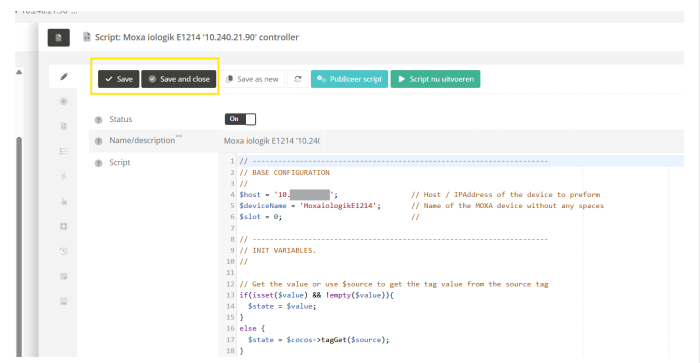 Script: Moxa iologik E1214 '10.240.21.90' controller
Save
Save and close
Save as new
Publiceer script
Script nu uitvoeren
Status
On
Name/description **
Moxa iologik E1214 '10.24(
Script
1 // ------------------------------------------------------------------
2 // BASE CONFIGURATION
3 //
4 $host = '10. '; // Host / IPAddress of the device to preform
5 $deviceName = 'MoxaiologikE1214'; // Name of the MOXA device without any spaces
6 $slot = 0; //
7
8 // ------------------------------------------------------------------
9 // INIT VARIABLES.
10 //
11
12 // Get the value or use $source to get the tag value from the source tag
13 if(isset($value) && !empty($value)){
14 $state = $value;
15 }
16 else {
17 $state = $cocos->tagGet($source);
18 }